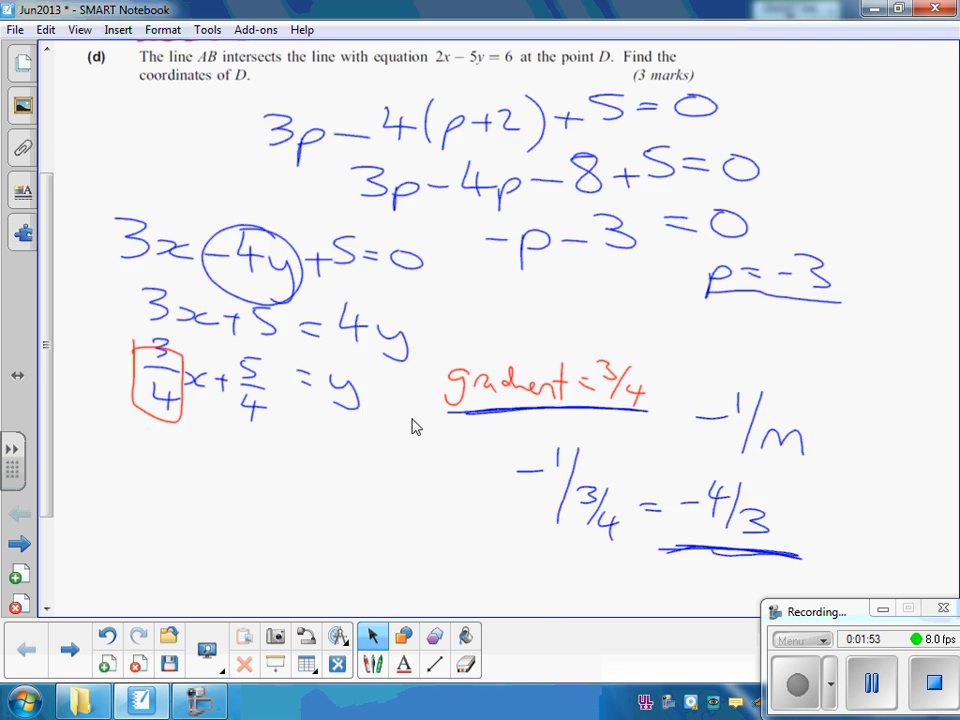 Jun2013 * - SMART Notebook
File Edit View Insert Format Tools Add-ons Help
(d) The line AB intersects the line with equation 2x − 5y = 6 at the point D. Find the
coordinates of D. (3 marks)
3p − 4(p+2) + 5 = 0
3p − 4p − 8 + 5 = 0
-p − 3 = 0
p = -3
3x − 4y + 5 = 0
3x + 5 = 4y
3/4 x + 5/4 = y
gradient = 3/4
-1/m
-1/3/4 = -4/3
Recording...
Menu
0:01:53
8.0 fps